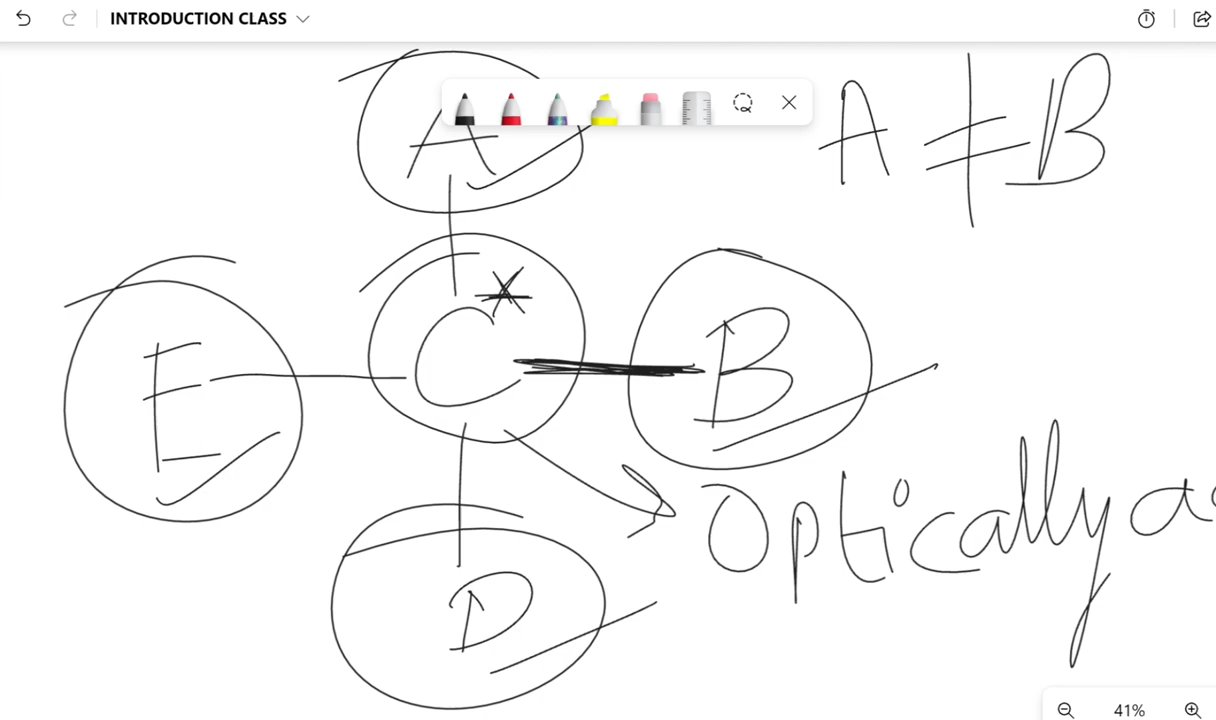 INTRODUCTION CLASS
A
A ≠ B
C*
E
B
Optically
D
41%